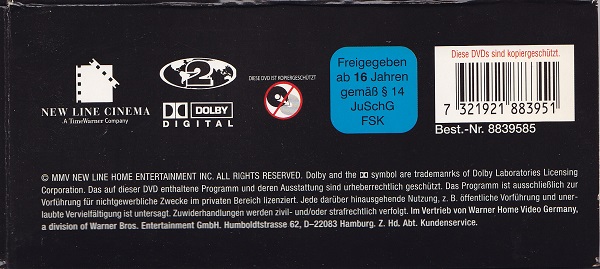 NEW LINE CINEMA
A TimeWarner Company
2
DOLBY
DIGITAL
DIESE DVD IST KOPIERGESCHÜTZT
Freigegeben
ab 16 Jahren
gemäß § 14
JuSchG
FSK
Diese DVDs sind kopiergeschützt.
7 321921 883951
Best.-Nr. 8839585
© MMV NEW LINE HOME ENTERTAINMENT INC. ALL RIGHTS RESERVED. Dolby and the DD symbol are trademanrks of Dolby Laboratories Licensing
Corporation. Das auf dieser DVD enthaltene Programm und deren Ausstattung sind urheberrechtlich geschützt. Das Programm ist ausschließlich zur
Vorführung für nichtgewerbliche Zwecke im privaten Bereich lizenziert. Jede darüber hinausgehende Nutzung, z. B. öffentliche Vorführung und uner-
laubte Vervielfältigung ist untersagt. Zuwiderhandlungen werden zivil- und/oder strafrechtlich verfolgt. Im Vertrieb von Warner Home Video Germany,
a division of Warner Bros. Entertainment GmbH. Humboldtstrasse 62, D–22083 Hamburg. Z. Hd. Abt. Kundenservice.